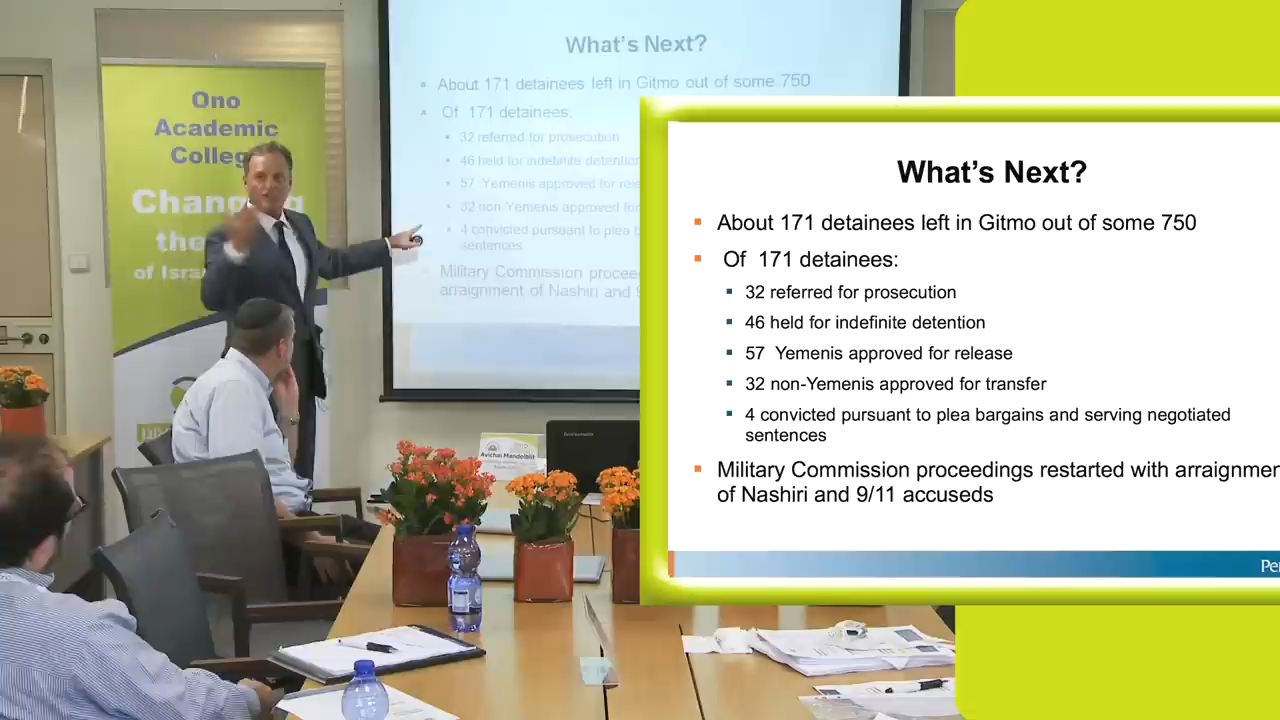 Ono
Academic
College
Changing
the
of Isra
What's Next?
About 171 detainees left in Gitmo out of some 750
Of 171 detainees:
32 referred for prosecution
46 held for indefinite detention
57 Yemenis approved for rele
32 non-Yemenis approved for
4 convicted pursuant to plea b
sentences
Military Commission proceed
arraignment of Nashiri and 9
Ono
Avichai Mandelblit
What's Next?
About 171 detainees left in Gitmo out of some 750
Of 171 detainees:
32 referred for prosecution
46 held for indefinite detention
57 Yemenis approved for release
32 non-Yemenis approved for transfer
4 convicted pursuant to plea bargains and serving negotiated
sentences
Military Commission proceedings restarted with arraignmen
of Nashiri and 9/11 accuseds
Pe